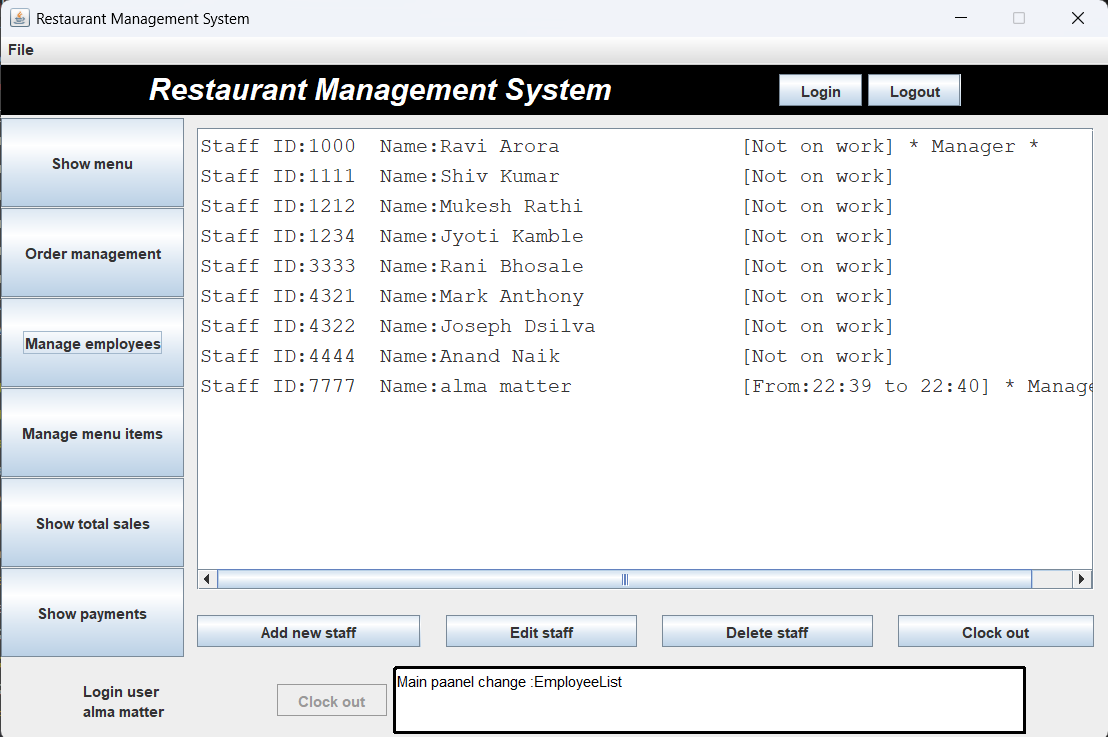 Restaurant Management System
File
Restaurant Management System
Login
Logout
Show menu
Order management
Manage employees
Manage menu items
Show total sales
Show payments
Staff ID:1000 Name:Ravi Arora [Not on work] * Manager *
Staff ID:1111 Name:Shiv Kumar [Not on work]
Staff ID:1212 Name:Mukesh Rathi [Not on work]
Staff ID:1234 Name:Jyoti Kamble [Not on work]
Staff ID:3333 Name:Rani Bhosale [Not on work]
Staff ID:4321 Name:Mark Anthony [Not on work]
Staff ID:4322 Name:Joseph Dsilva [Not on work]
Staff ID:4444 Name:Anand Naik [Not on work]
Staff ID:7777 Name:alma matter [From:22:39 to 22:40] * Manage
Add new staff
Edit staff
Delete staff
Clock out
Login user
alma matter
Clock out
Main paanel change :EmployeeList